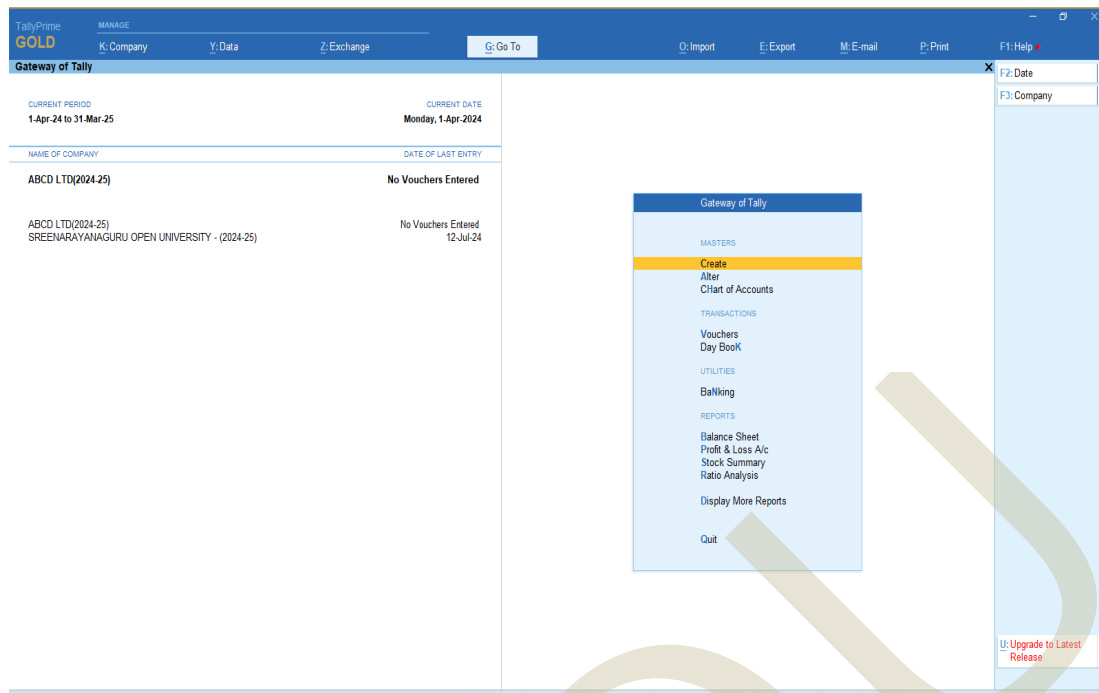 TallyPrime
GOLD
MANAGE
K: Company Y: Data Z: Exchange G: Go To O: Import E: Export M: E-mail P: Print F1: Help
Gateway of Tally X
F2: Date
F3: Company
CURRENT PERIOD CURRENT DATE
1-Apr-24 to 31-Mar-25 Monday, 1-Apr-2024
NAME OF COMPANY DATE OF LAST ENTRY
ABCD LTD(2024-25) No Vouchers Entered
ABCD LTD(2024-25) No Vouchers Entered
SREENARAYANAGURU OPEN UNIVERSITY - (2024-25) 12-Jul-24
Gateway of Tally
MASTERS
Create
Alter
CHart of Accounts
TRANSACTIONS
Vouchers
Day BooK
UTILITIES
BaNking
REPORTS
Balance Sheet
Profit & Loss A/c
Stock Summary
Ratio Analysis
Display More Reports
Quit
U: Upgrade to Latest
Release